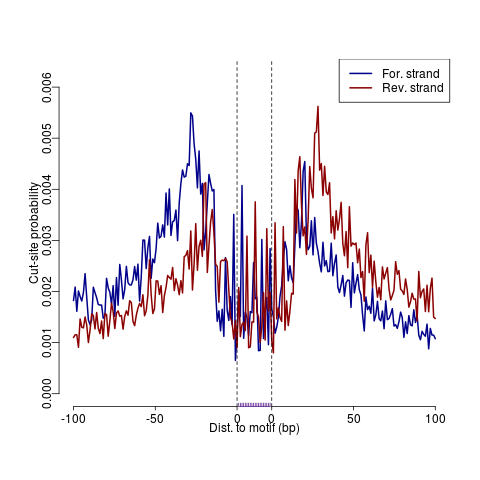 For. strand
Rev. strand
Cut-site probability
0.006
0.005
0.004
0.003
0.002
0.001
0.000
-100 -50 0 0 50 100
Dist. to motif (bp)